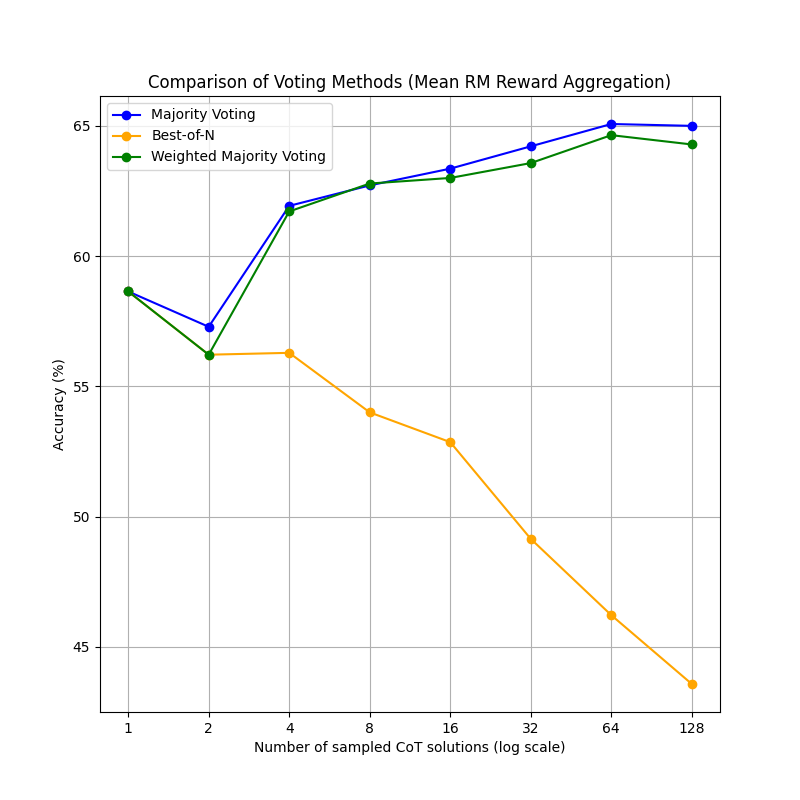 Comparison of Voting Methods (Mean RM Reward Aggregation)
Majority Voting
Best-of-N
Weighted Majority Voting
Accuracy (%)
65
60
55
50
45
1 2 4 8 16 32 64 128
Number of sampled CoT solutions (log scale)